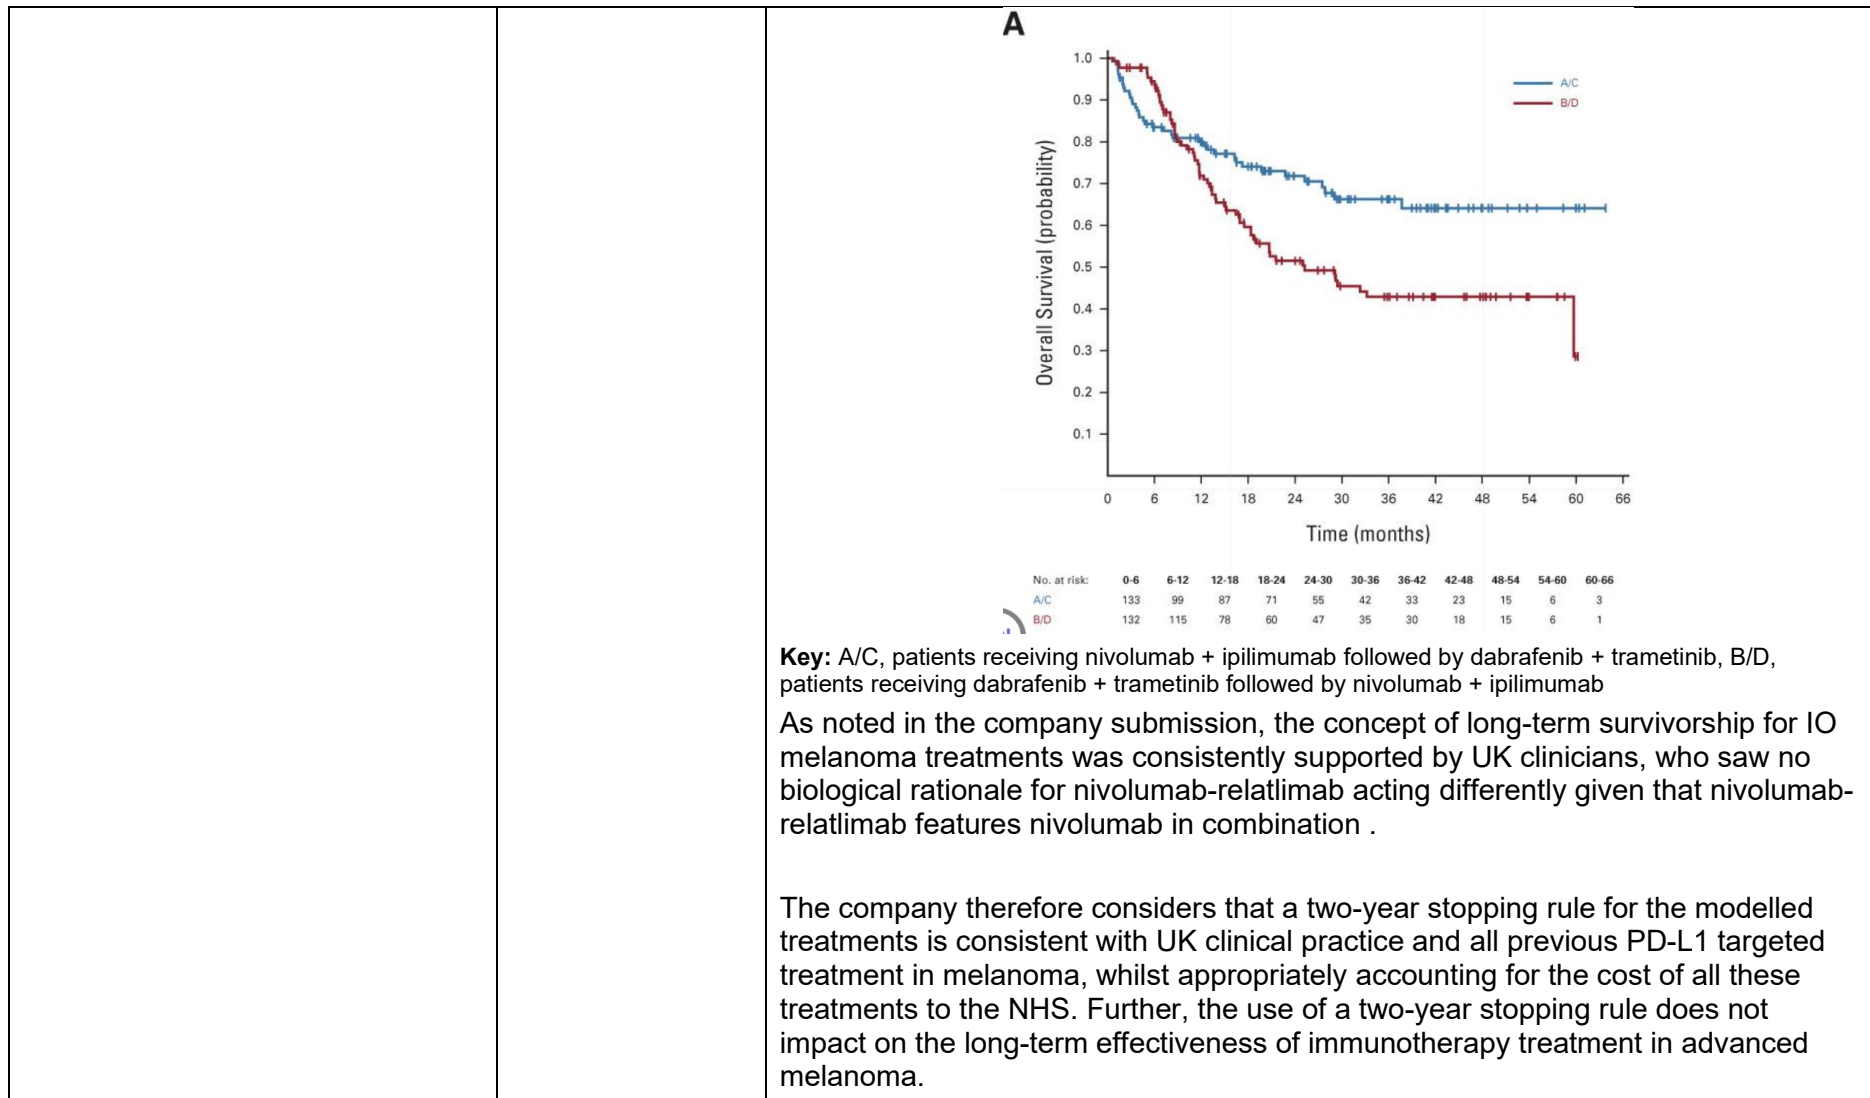 A
1.0
0.9
0.8
0.7
0.6
0.5
0.4
0.3
0.2
0.1
Overall Survival (probability)
A/C
B/D
0 6 12 18 24 30 36 42 48 54 60 66
Time (months)
No. at risk: 0-6 6-12 12-18 18-24 24-30 30-36 36-42 42-48 48-54 54-60 60-66
A/C 133 99 87 71 55 42 33 23 15 6 3
B/D 132 115 78 60 47 35 30 18 15 6 1
Key: A/C, patients receiving nivolumab + ipilimumab followed by dabrafenib + trametinib, B/D,
patients receiving dabrafenib + trametinib followed by nivolumab + ipilimumab
As noted in the company submission, the concept of long-term survivorship for IO
melanoma treatments was consistently supported by UK clinicians, who saw no
biological rationale for nivolumab-relatlimab acting differently given that nivolumab-
relatlimab features nivolumab in combination .
The company therefore considers that a two-year stopping rule for the modelled
treatments is consistent with UK clinical practice and all previous PD-L1 targeted
treatment in melanoma, whilst appropriately accounting for the cost of all these
treatments to the NHS. Further, the use of a two-year stopping rule does not
impact on the long-term effectiveness of immunotherapy treatment in advanced
melanoma.